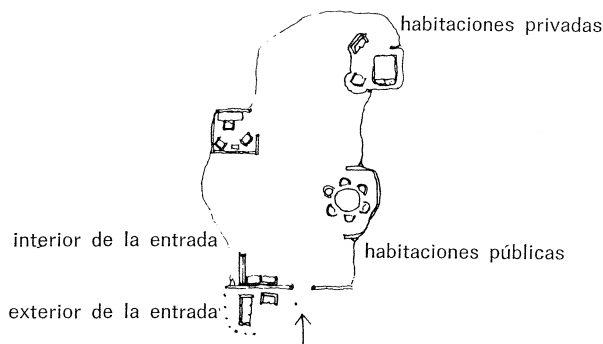 habitaciones privadas
interior de la entrada
habitaciones públicas
exterior de la entrada